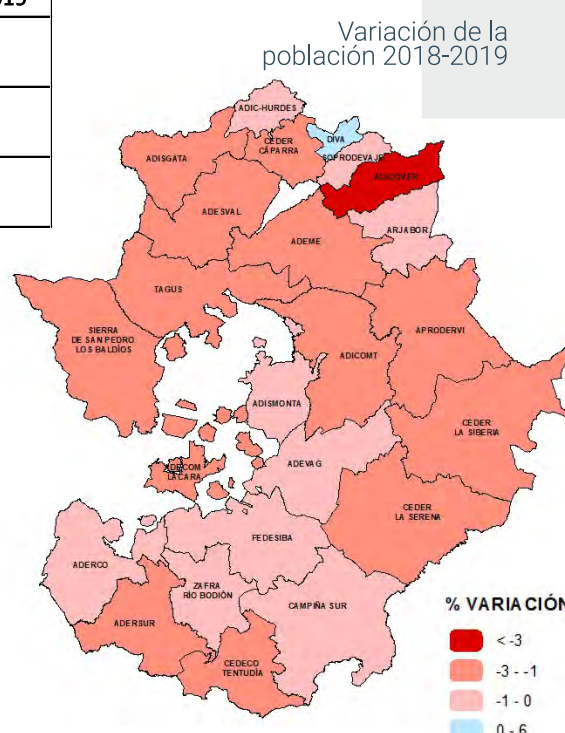 Variación de la
población 2018-2019
ADIC-HURDES
DIVA
CEDER
CÁPARRA
SOPRODEVAJE
ADISGATA
ADICOVER
ADESVAL
ARJABOR
ADEME
TAGUS
SIERRA
DE SAN PEDRO
LOS BALDÍOS
APRODERVI
ADICOMT
ADISMONTA
CEDER
LA SIBERIA
ADEVAG
ADECOM
LACARA
CEDER
LA SERENA
FEDESIBA
ADERCO
ZAFRA
RÍO BODIÓN
CAMPIÑA SUR
ADERSUR
CEDECO
TENTUDÍA
% VARIACIÓN
< -3
-3 - -1
-1 - 0
0 - 6